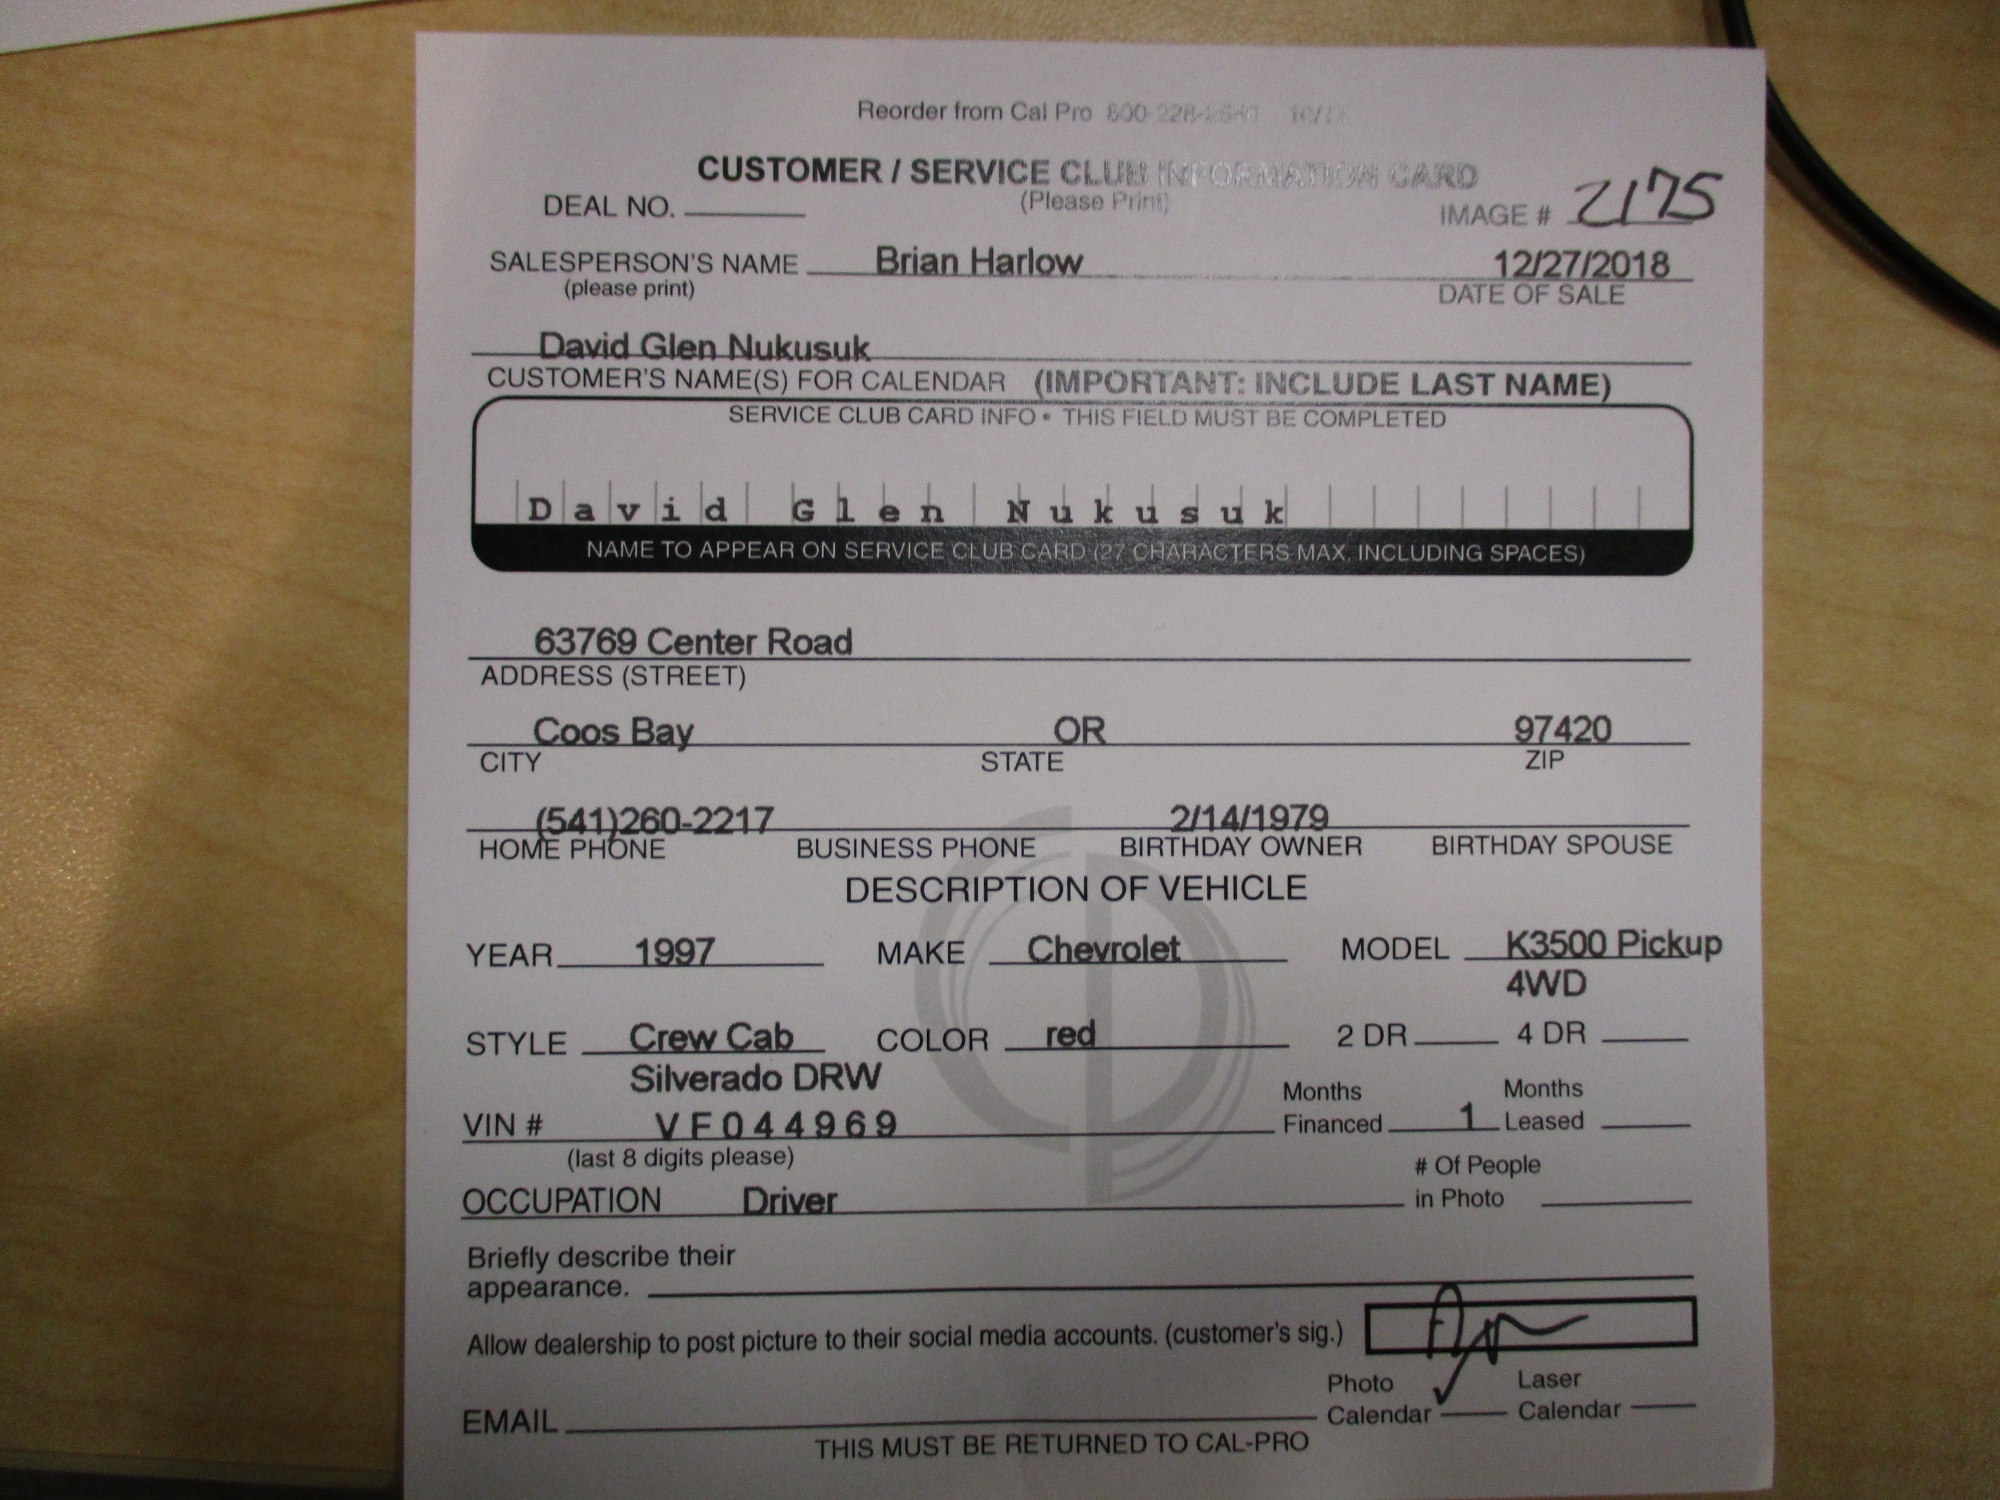 Reorder from Cal Pro 800-228-2541 10/17
CUSTOMER / SERVICE CLUB INFORMATION CARD
(Please Print)
DEAL NO.
IMAGE # 2175
SALESPERSON'S NAME Brian Harlow 12/27/2018
(please print) DATE OF SALE
David Glen Nukusuk
CUSTOMER'S NAME(S) FOR CALENDAR (IMPORTANT: INCLUDE LAST NAME)
SERVICE CLUB CARD INFO • THIS FIELD MUST BE COMPLETED
David Glen Nukusuk
NAME TO APPEAR ON SERVICE CLUB CARD (27 CHARACTERS MAX. INCLUDING SPACES)
63769 Center Road
ADDRESS (STREET)
Coos Bay OR 97420
CITY STATE ZIP
(541)260-2217 2/14/1979
HOME PHONE BUSINESS PHONE BIRTHDAY OWNER BIRTHDAY SPOUSE
DESCRIPTION OF VEHICLE
YEAR 1997 MAKE Chevrolet MODEL K3500 Pickup
4WD
STYLE Crew Cab COLOR red 2 DR 4 DR
Silverado DRW
Months Months
VIN # VF044969 Financed 1 Leased
(last 8 digits please)
# Of People
OCCUPATION Driver in Photo
Briefly describe their
appearance.
Allow dealership to post picture to their social media accounts. (customer's sig.)
Photo Laser
EMAIL Calendar ✓ Calendar
THIS MUST BE RETURNED TO CAL-PRO